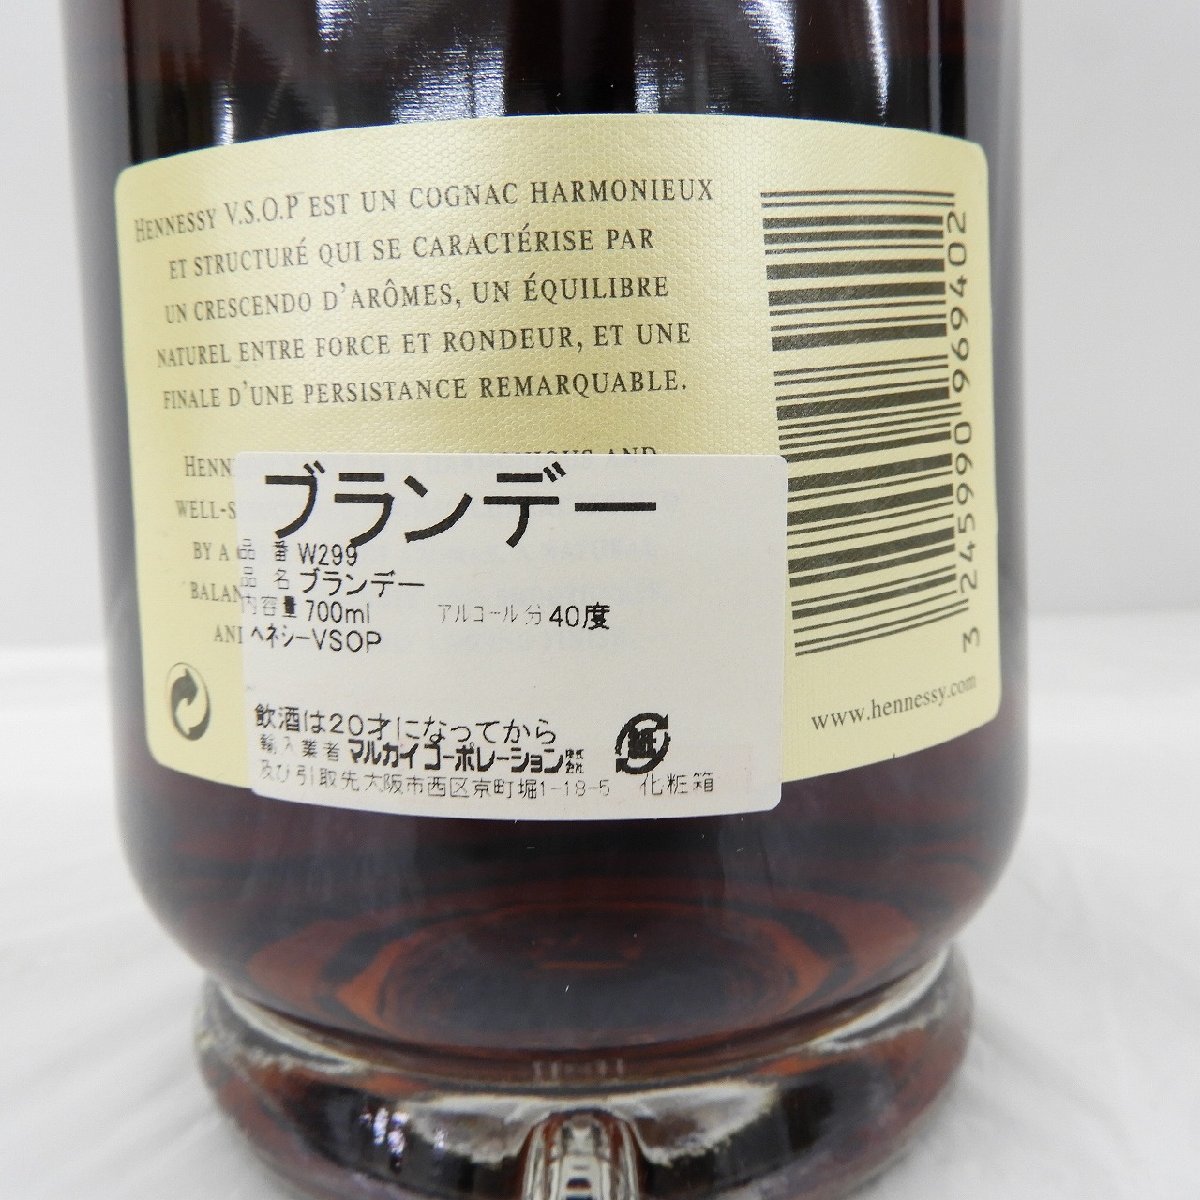 HENNESSY V.S.O.P EST UN COGNAC HARMONIEUX
ET STRUCTURÉ QUI SE CARACTÉRISE PAR
UN CRESCENDO D'ARÔMES, UN ÉQUILIBRE
NATUREL ENTRE FORCE ET RONDEUR, ET UNE
FINALE D'UNE PERSISTANCE REMARQUABLE.
HENN
AND
WELL-S
BY A
BALAN
AND
ブランデー
品番 W299
品名 ブランデー
内容量 700ml アルコール分 40度
ヘネシーVSOP
飲酒は20才になってから
輸入業者 マルカイコーポレーション株式会社
及び引取先 大阪市西区京町堀1-18-5 化粧箱
紙
3 245990 969402
www.hennessy.com